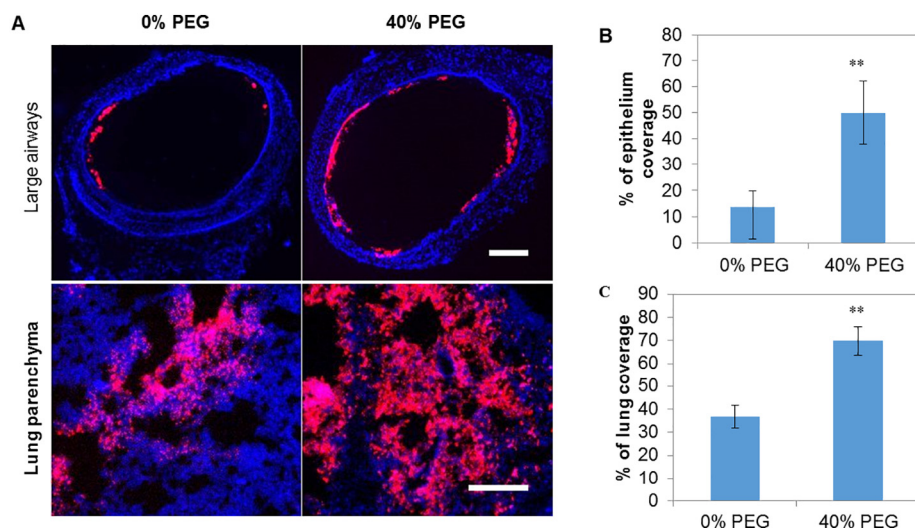 A
0% PEG
40% PEG
Large airways
Lung parenchyma
B
% of epithelium
coverage
80
70
60
50
40
30
20
10
0
**
0% PEG
40% PEG
C
% of lung coverage
90
80
70
60
50
40
30
20
10
0
**
0% PEG
40% PEG